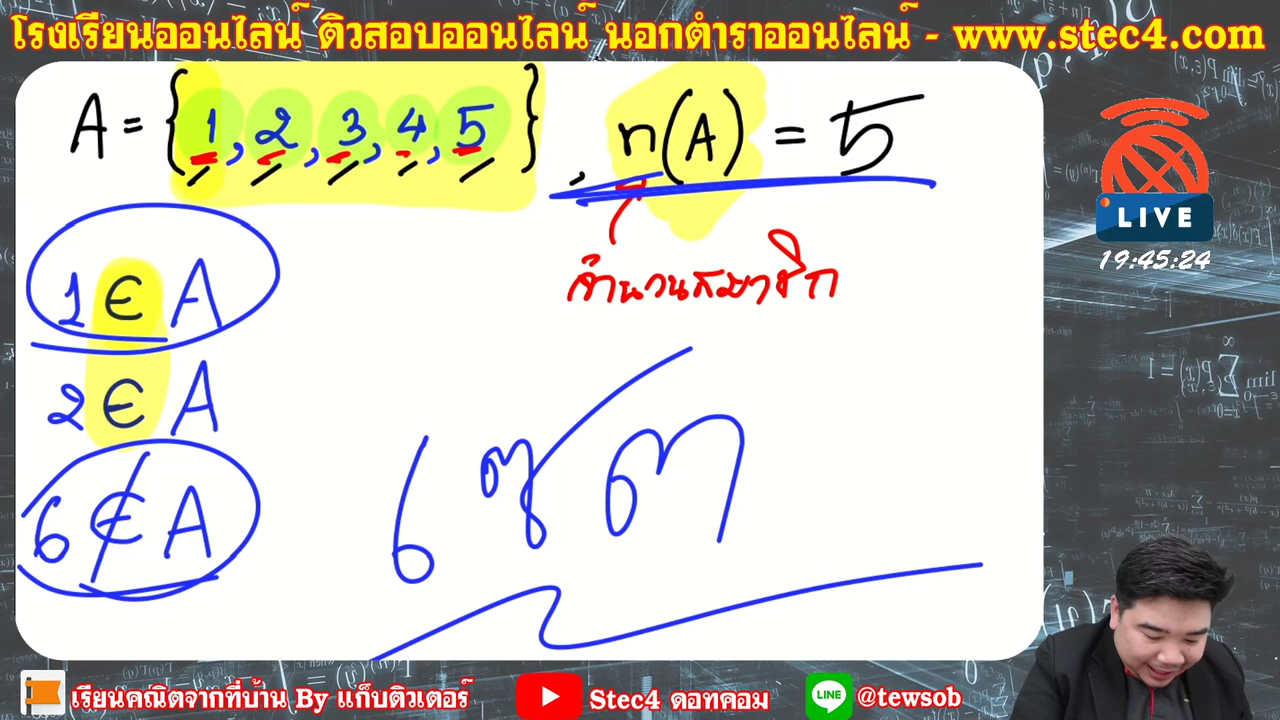 โรงเรียนออนไลน์ ติวสอบออนไลน์ นอกตำราออนไลน์ - www.stec4.com
A = {1, 2, 3, 4, 5}, n(A) = 5
จำนวนสมาชิก
1 ∈ A
2 ∈ A
6 ∉ A
เซต
LIVE
19:45:24
เรียนคณิตจากที่บ้าน By แก็บติวเตอร์
Stec4 ดอทคอม
LINE
@tewsob